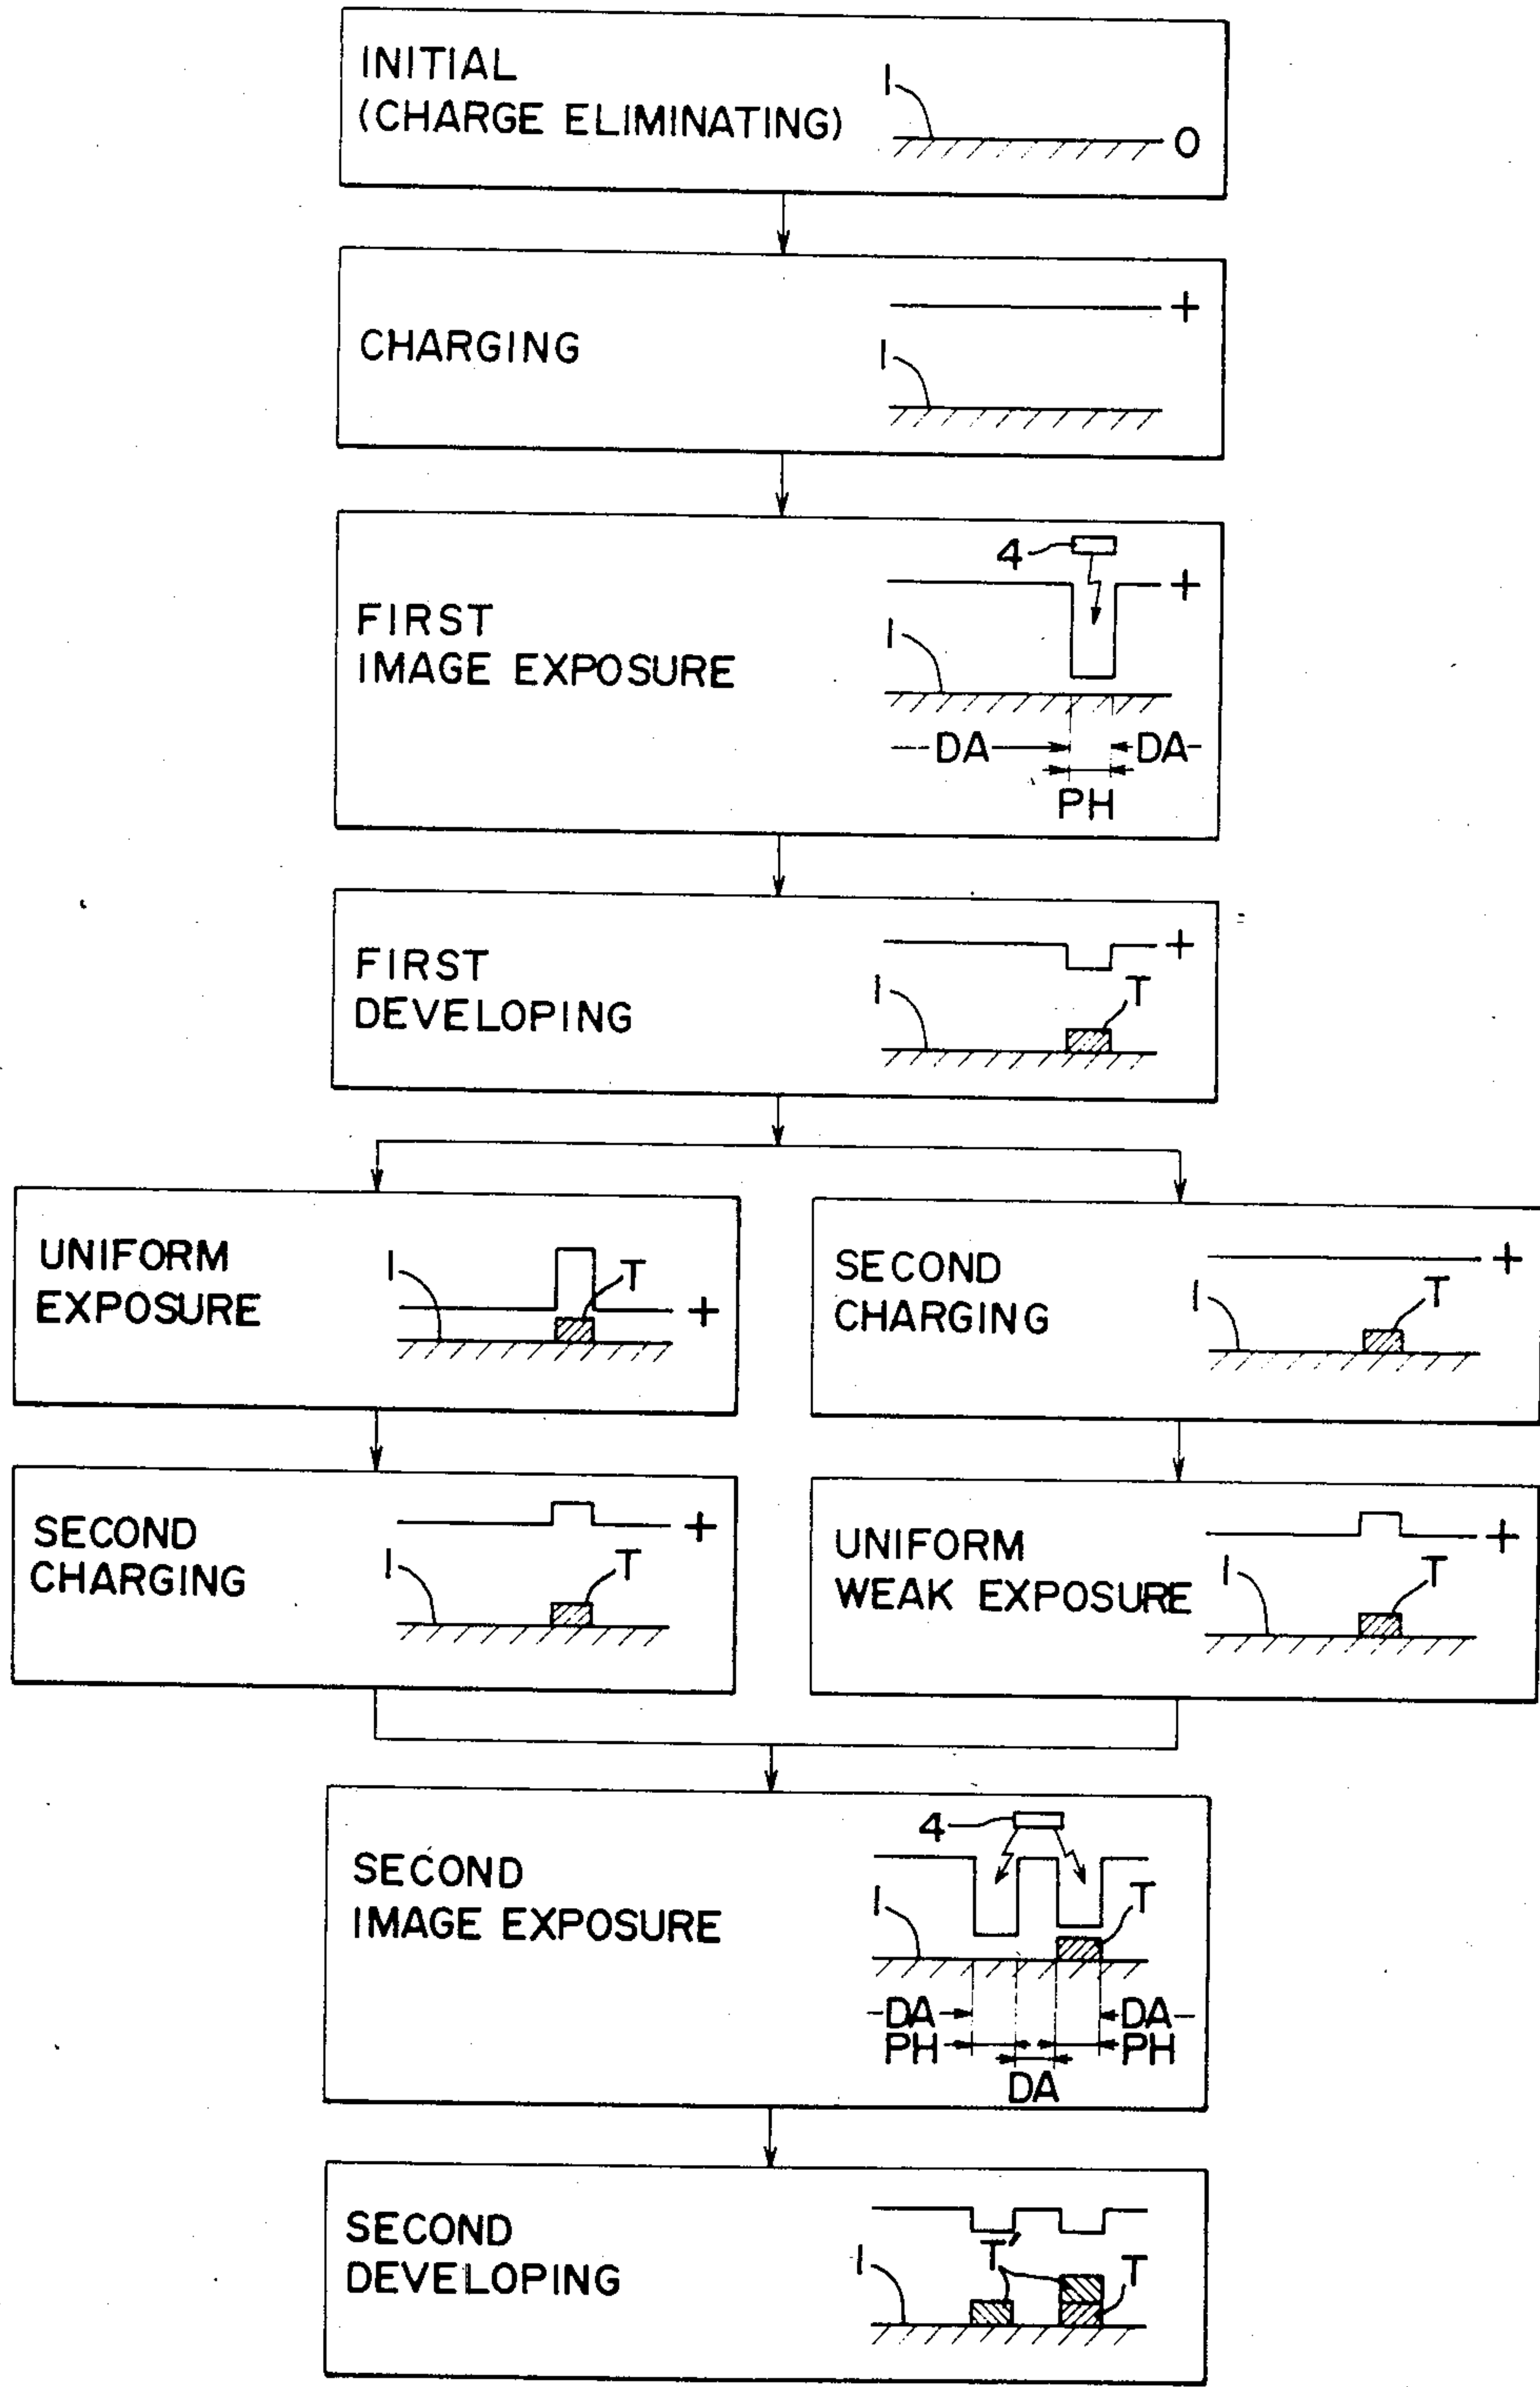 INITIAL
(CHARGE ELIMINATING)
1
0
CHARGING
+
1
FIRST
IMAGE EXPOSURE
4
+
1
DA
DA
PH
FIRST
DEVELOPING
+
1
T
UNIFORM
EXPOSURE
1
T
+
SECOND
CHARGING
+
1
T
SECOND
CHARGING
+
1
T
UNIFORM
WEAK EXPOSURE
+
1
T
SECOND
IMAGE EXPOSURE
4
1
T
DA
DA
PH
PH
DA
SECOND
DEVELOPING
T'
1
T